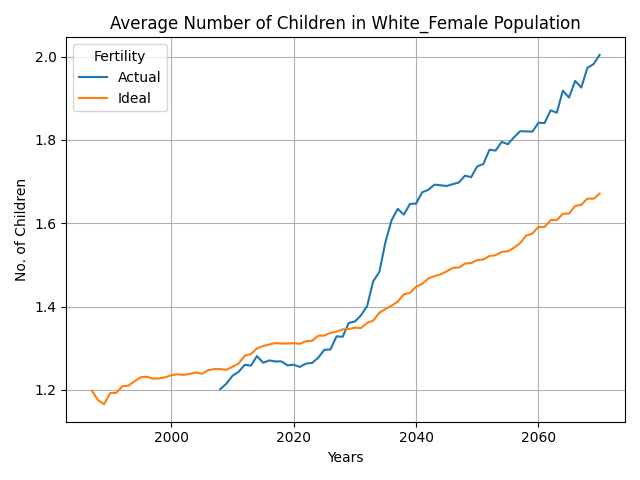 Average Number of Children in White_Female Population
Fertility
Actual
Ideal
No. of Children
2.0
1.8
1.6
1.4
1.2
2000
2020
2040
2060
Years